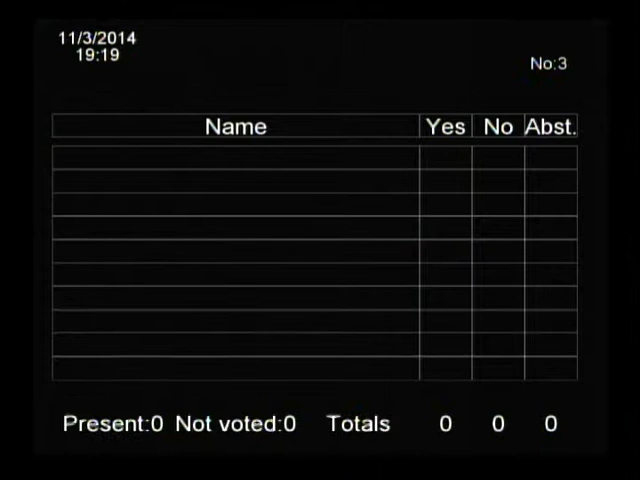 11/3/2014
19:19
No:3
Name Yes No Abst.
Present:0 Not voted:0 Totals 0 0 0